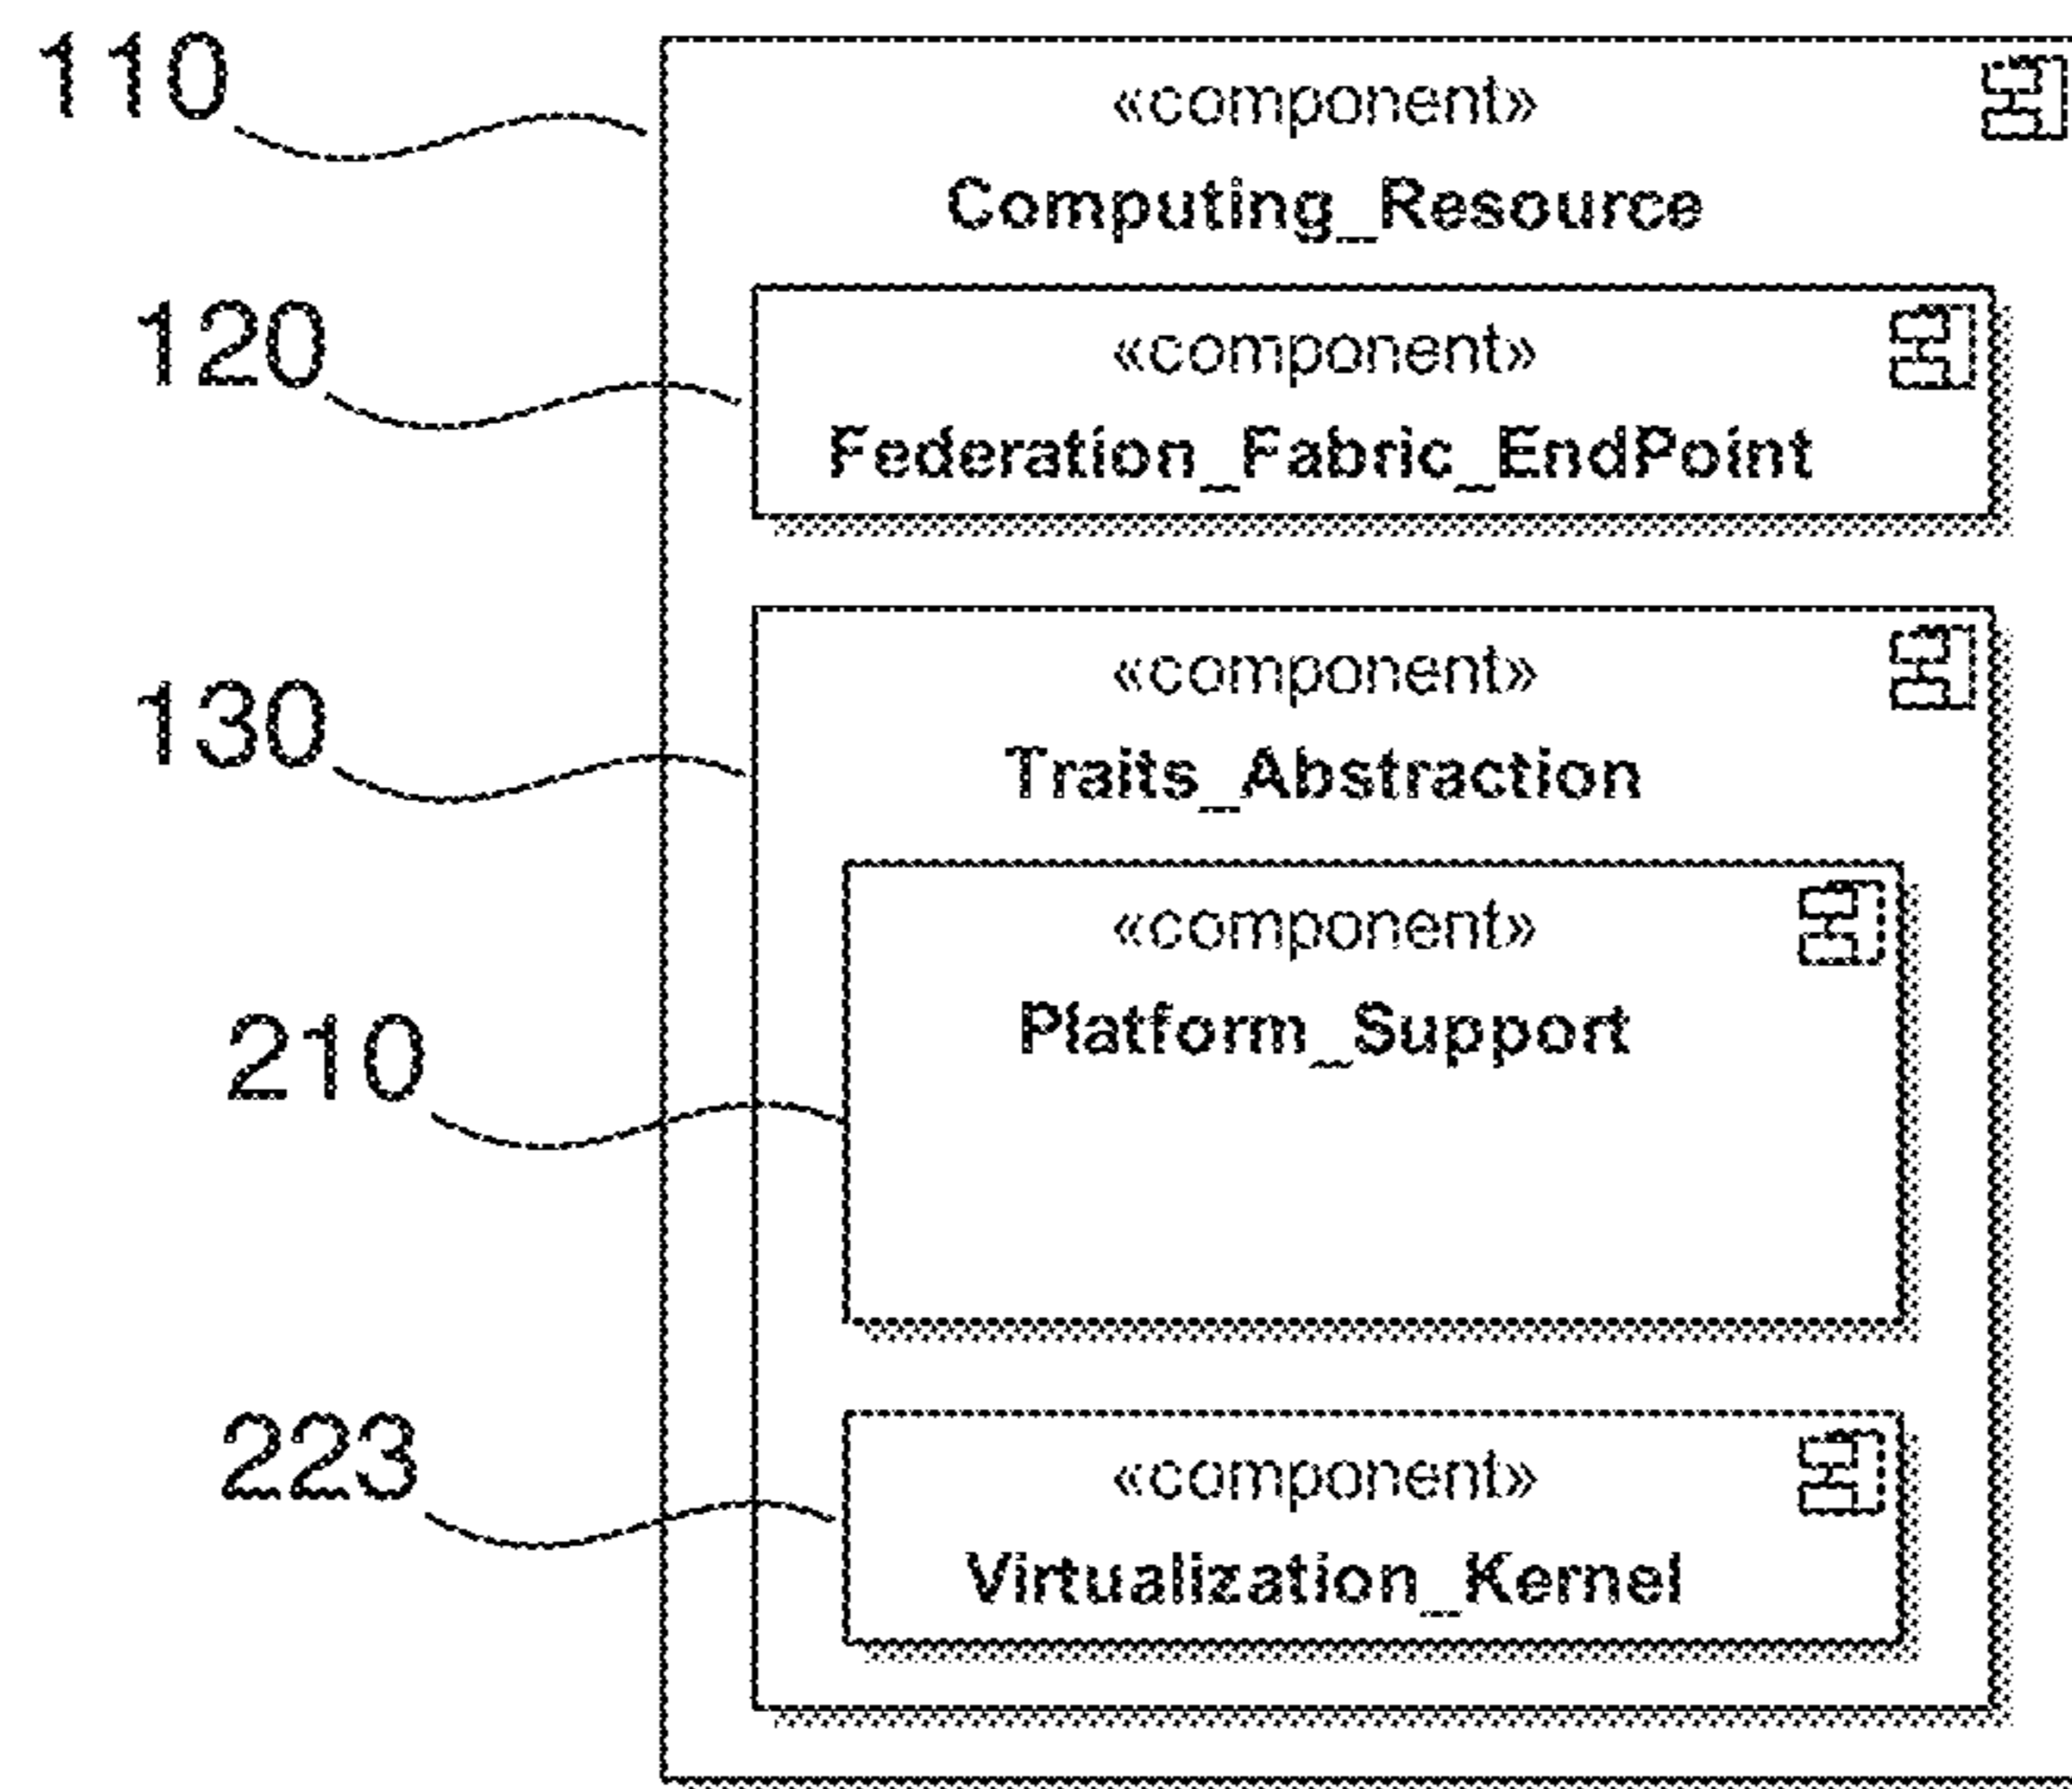 110
«component»
Computing_Resource
120
«component»
Federation_Fabric_EndPoint
130
«component»
Traits_Abstraction
210
«component»
Platform_Support
223
«component»
Virtualization_Kernel